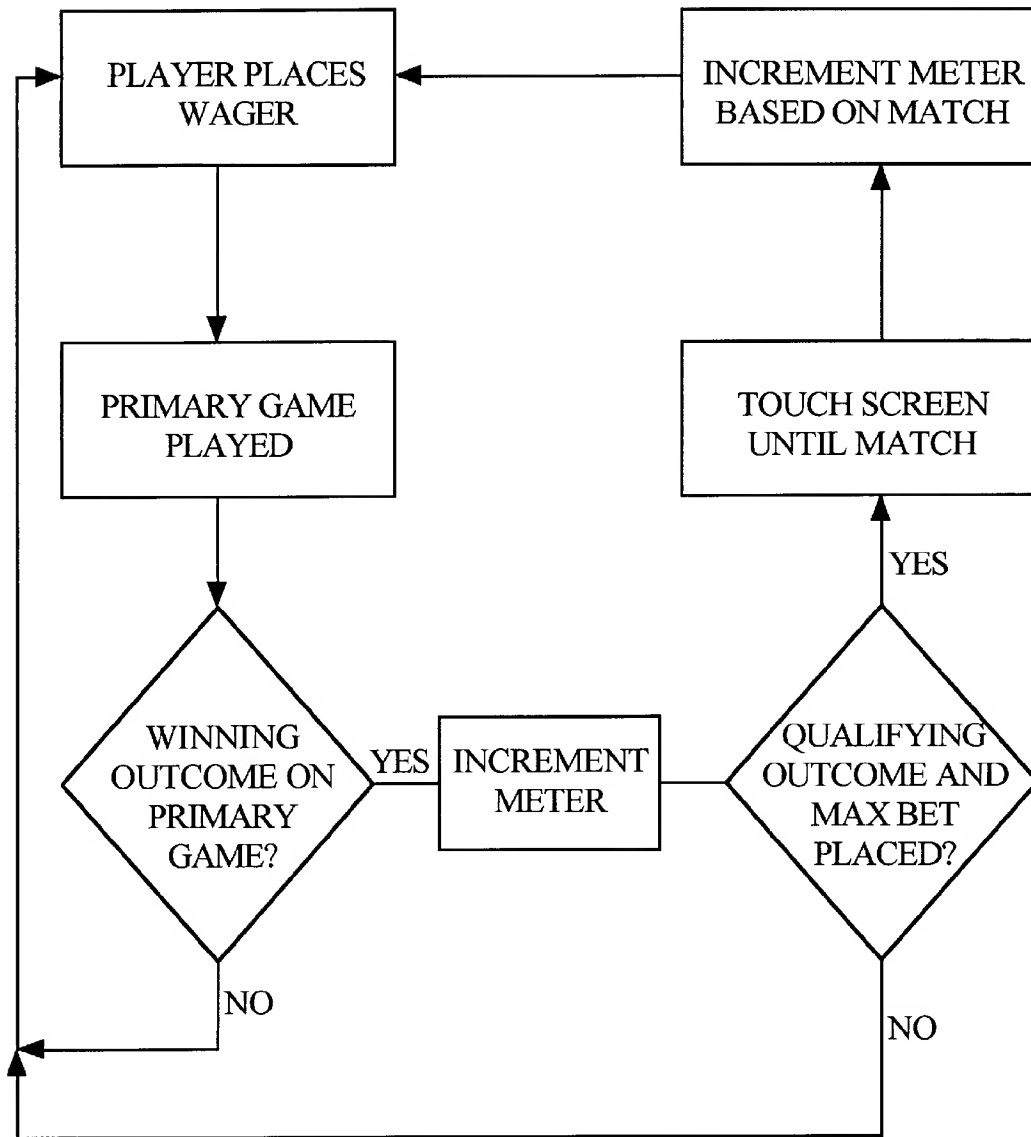 PLAYER PLACES
WAGER
INCREMENT METER
BASED ON MATCH
PRIMARY GAME
PLAYED
TOUCH SCREEN
UNTIL MATCH
YES
WINNING
OUTCOME ON
PRIMARY
GAME?
YES
INCREMENT
METER
QUALIFYING
OUTCOME AND
MAX BET
PLACED?
NO
NO